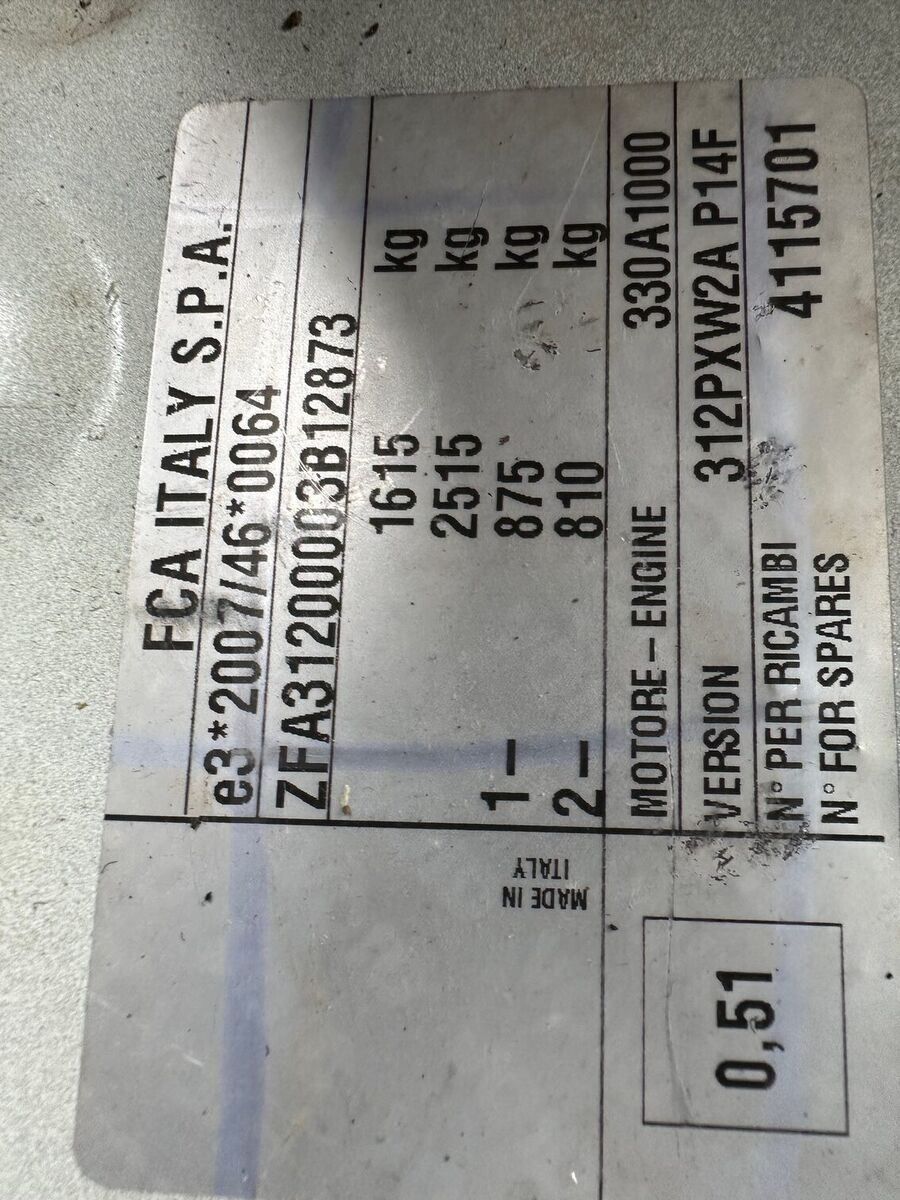 FCA ITALY S.P.A.
e3*2007/46*0064
ZFA31200003B12873
1615 kg
2515 kg
1– 875 kg
2– 810 kg
MOTORE – ENGINE 330A1000
VERSION 312PXW2A P14F
N° PER RICAMBI
N° FOR SPARES 4115701
MADE IN
ITALY
0,51